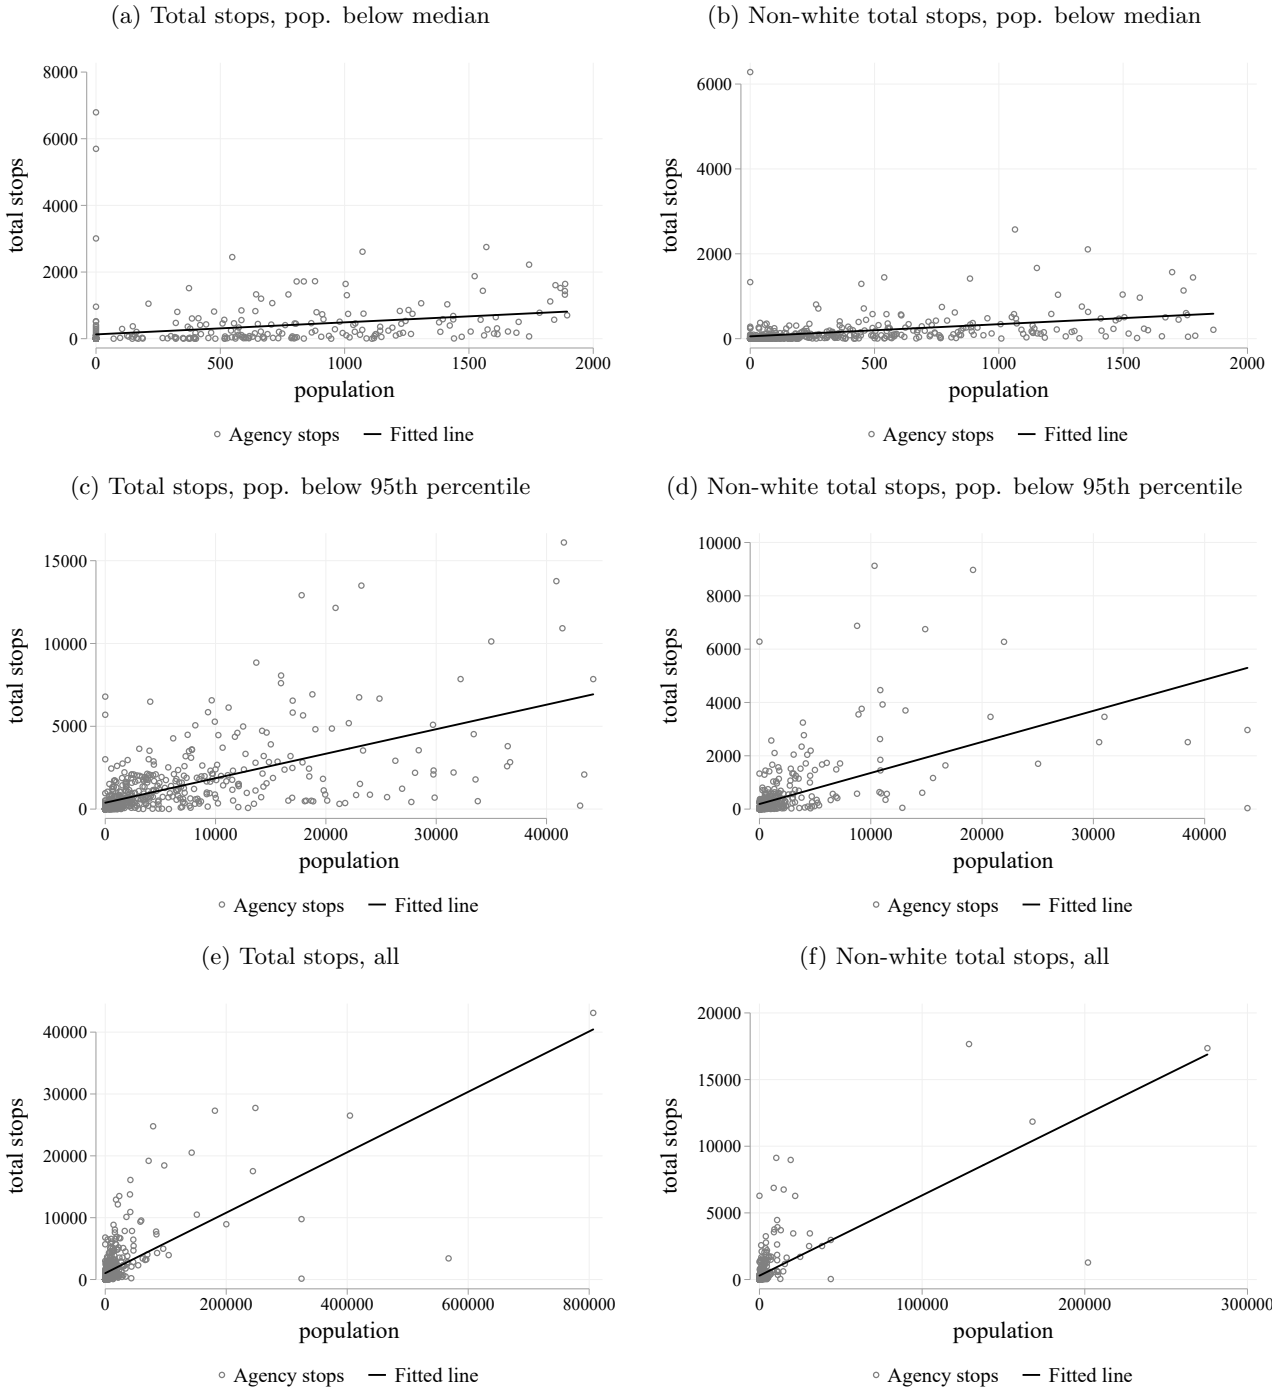 (a) Total stops, pop. below median
8000
6000
4000
2000
0
total stops
0 500 1000 1500 2000
population
Agency stops Fitted line
(b) Non-white total stops, pop. below median
6000
4000
2000
0
total stops
0 500 1000 1500 2000
population
Agency stops Fitted line
(c) Total stops, pop. below 95th percentile
15000
10000
5000
0
total stops
0 10000 20000 30000 40000
population
Agency stops Fitted line
(d) Non-white total stops, pop. below 95th percentile
10000
8000
6000
4000
2000
0
total stops
0 10000 20000 30000 40000
population
Agency stops Fitted line
(e) Total stops, all
40000
30000
20000
10000
0
total stops
0 200000 400000 600000 800000
population
Agency stops Fitted line
(f) Non-white total stops, all
20000
15000
10000
5000
0
total stops
0 100000 200000 300000
population
Agency stops Fitted line